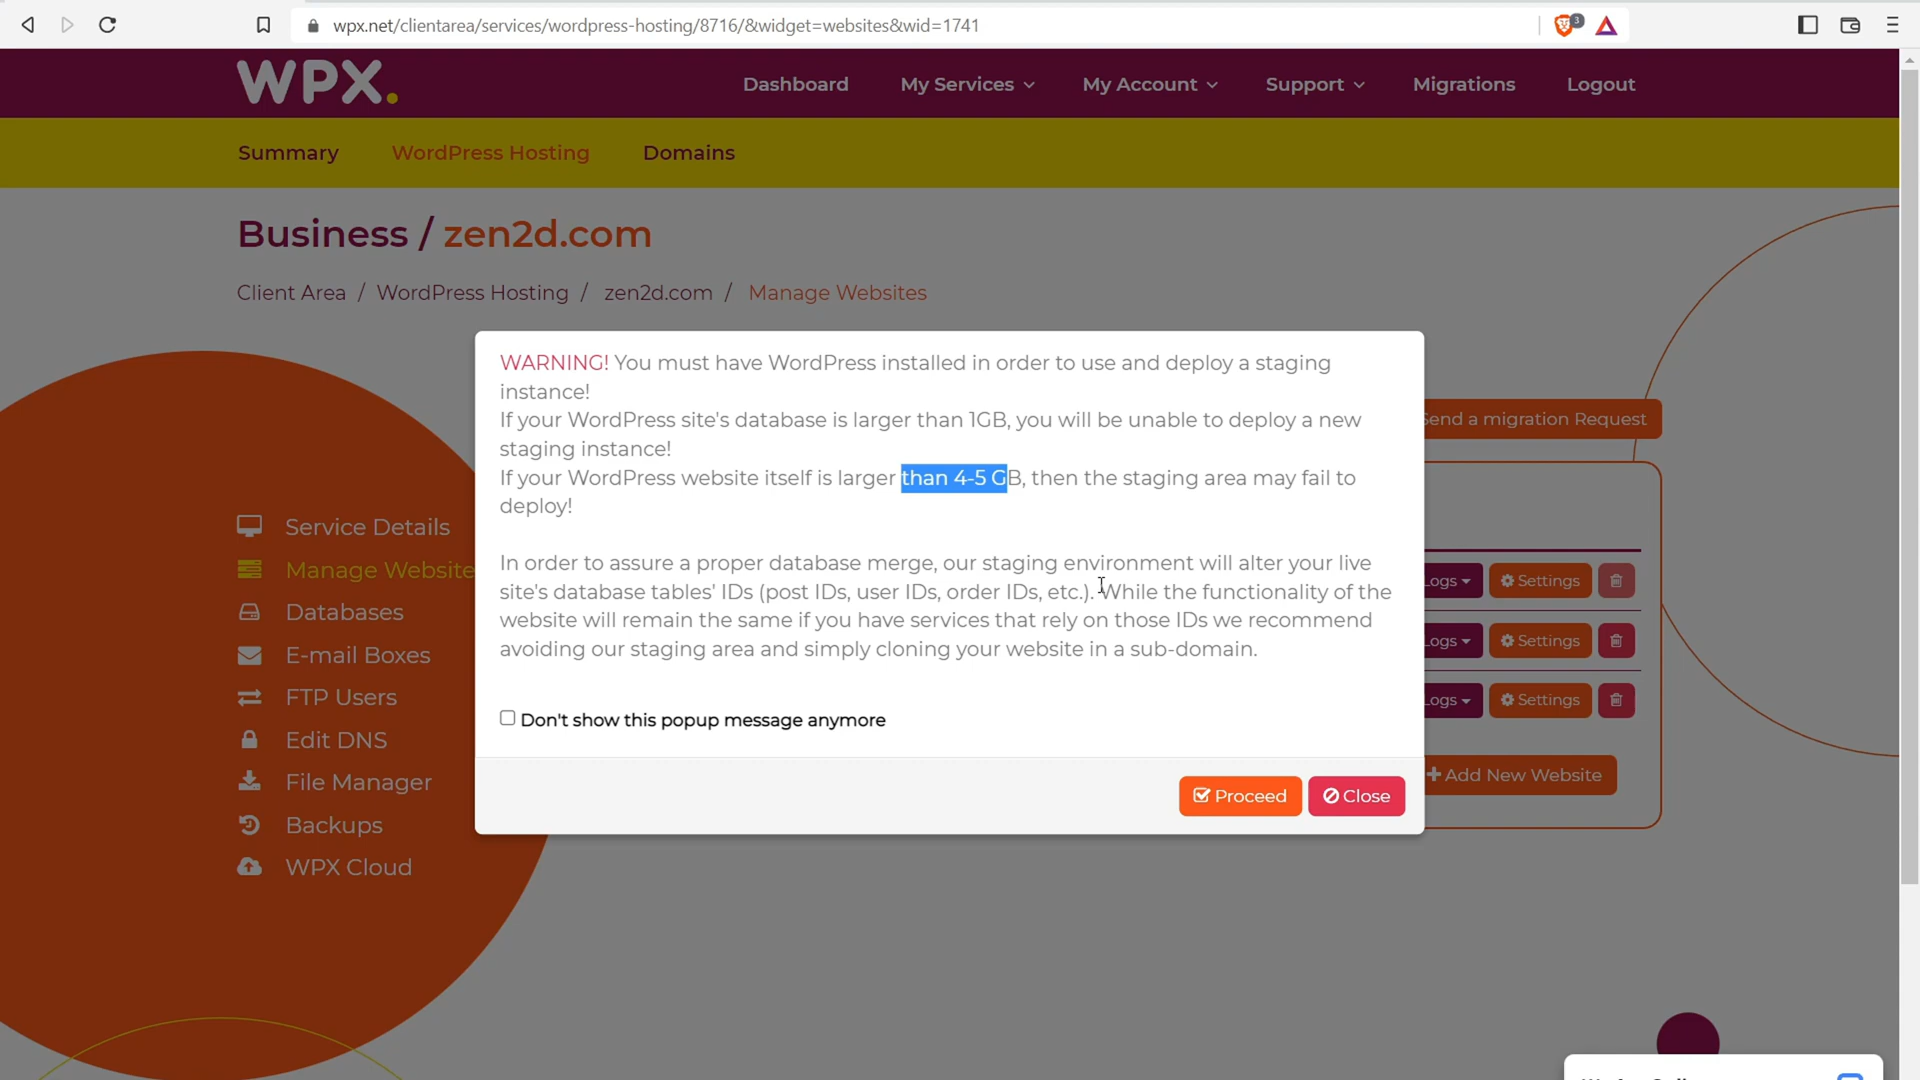 wpx.net/clientarea/services/wordpress-hosting/8716/&widget=websites&wid=1741
3
WPX.
Dashboard
My Services
My Account
Support
Migrations
Logout
Summary
WordPress Hosting
Domains
Business / zen2d.com
Client Area / WordPress Hosting / zen2d.com / Manage Websites
WARNING! You must have WordPress installed in order to use and deploy a staging
instance!
If your WordPress site's database is larger than 1GB, you will be unable to deploy a new
staging instance!
If your WordPress website itself is larger than 4-5 GB, then the staging area may fail to
deploy!
In order to assure a proper database merge, our staging environment will alter your live
site's database tables' IDs (post IDs, user IDs, order IDs, etc.). While the functionality of the
website will remain the same if you have services that rely on those IDs we recommend
avoiding our staging area and simply cloning your website in a sub-domain.
Don't show this popup message anymore
Proceed
Close
Send a migration Request
Logs
Settings
Logs
Settings
Logs
Settings
Add New Website
Service Details
Manage Website
Databases
E-mail Boxes
FTP Users
Edit DNS
File Manager
Backups
WPX Cloud